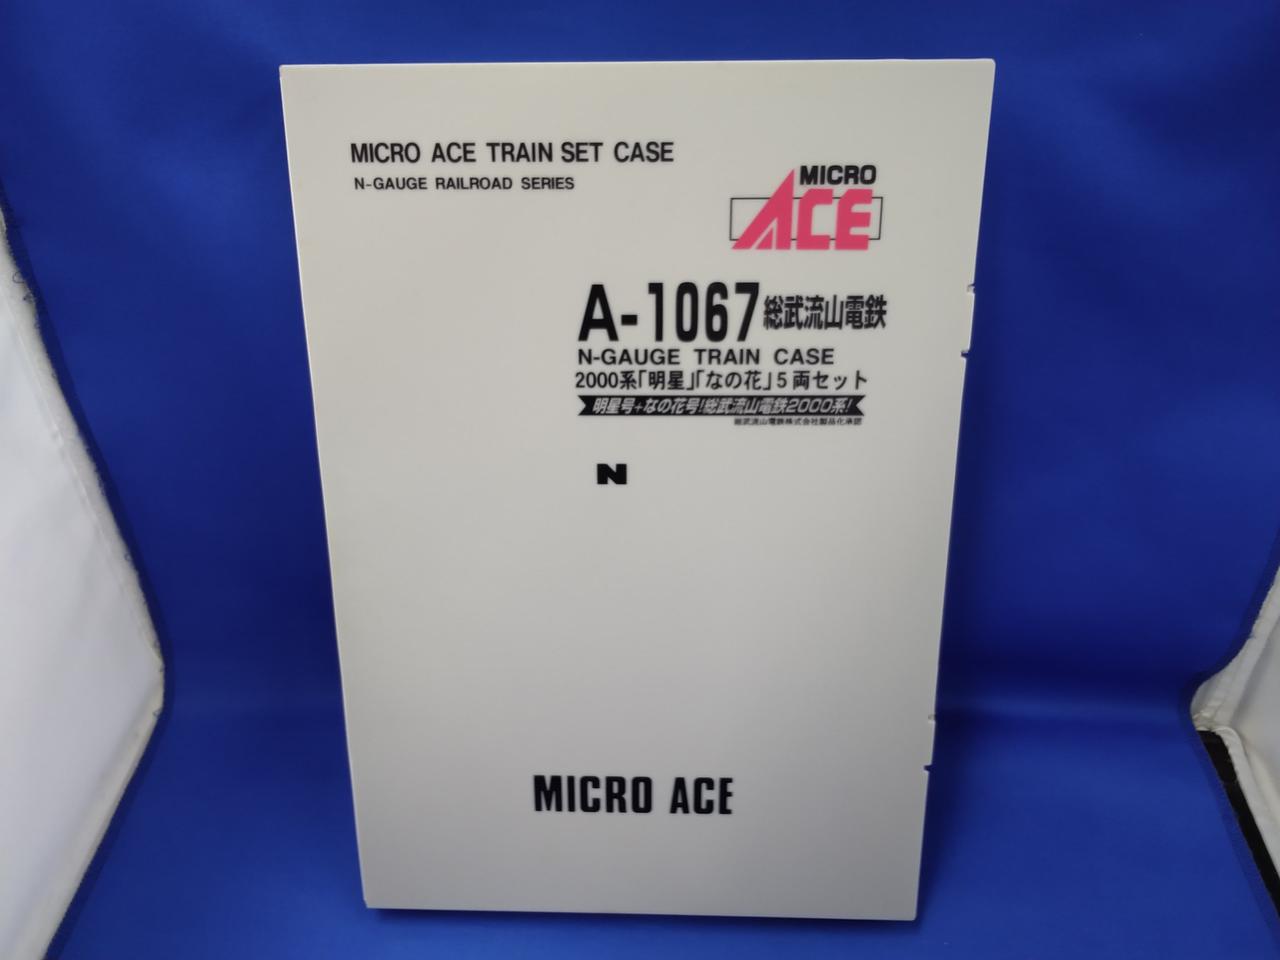 MICRO ACE TRAIN SET CASE
N-GAUGE RAILROAD SERIES
MICRO
ACE
A-1067 総武流山電鉄
N-GAUGE TRAIN CASE
2000系「明星」「なの花」5両セット
明星号+なの花号!総武流山電鉄2000系!
総武流山電鉄株式会社製品化承諾
N
MICRO ACE